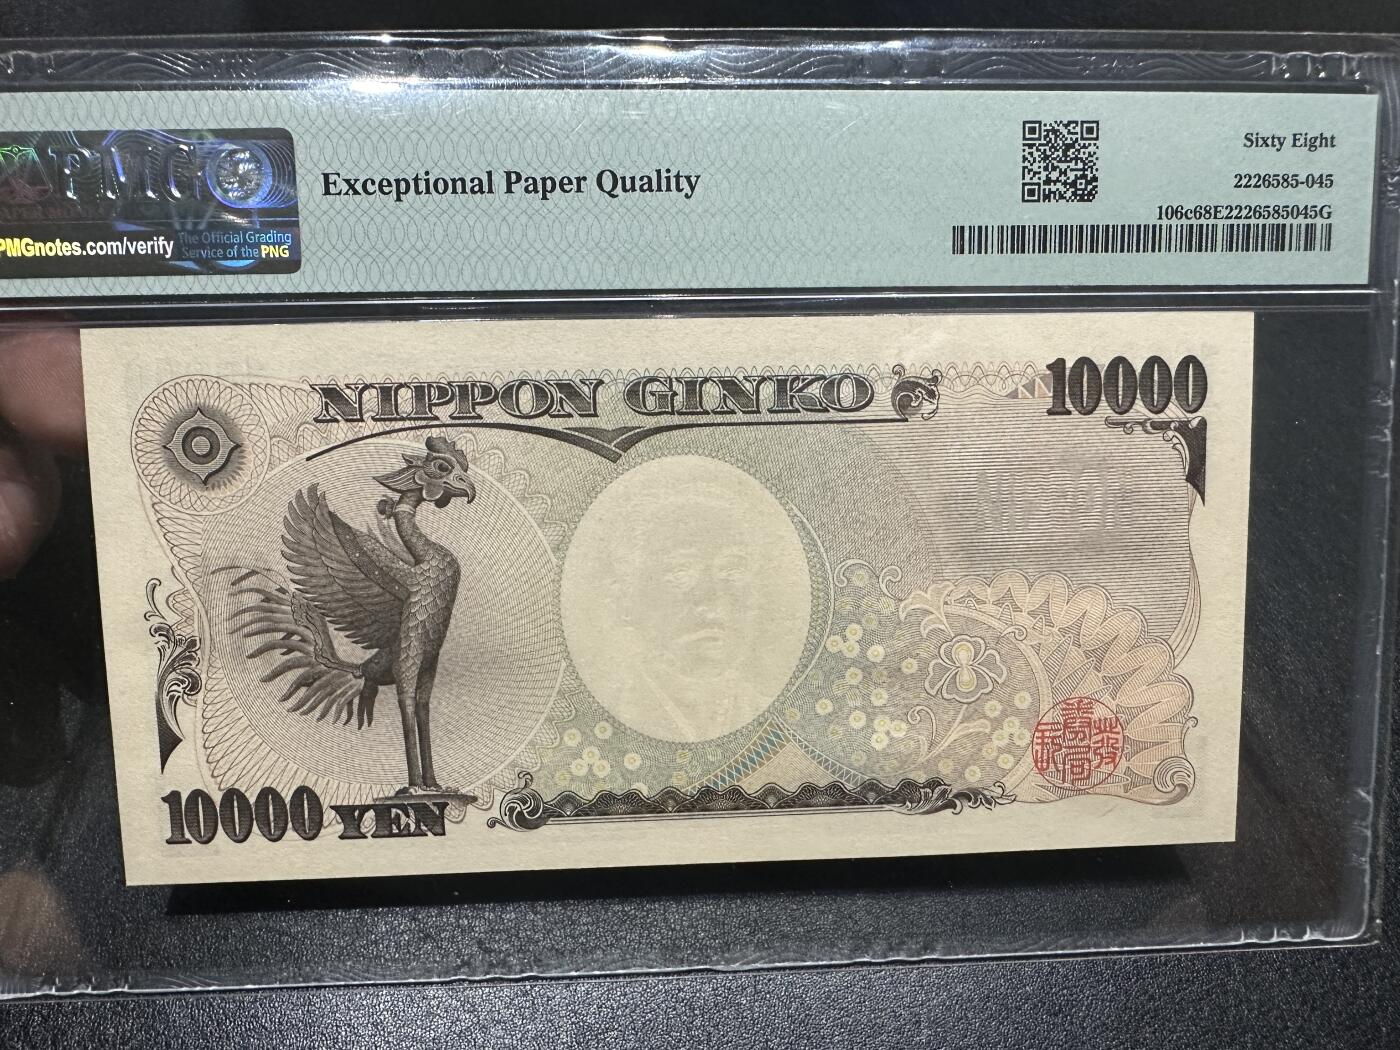 PMG
PMGnotes.com/verify
The Official Grading
Service of the PNG
Exceptional Paper Quality
Sixty Eight
2226585-045
106c68E2226585045G
NIPPON GINKO
10000
10000 YEN